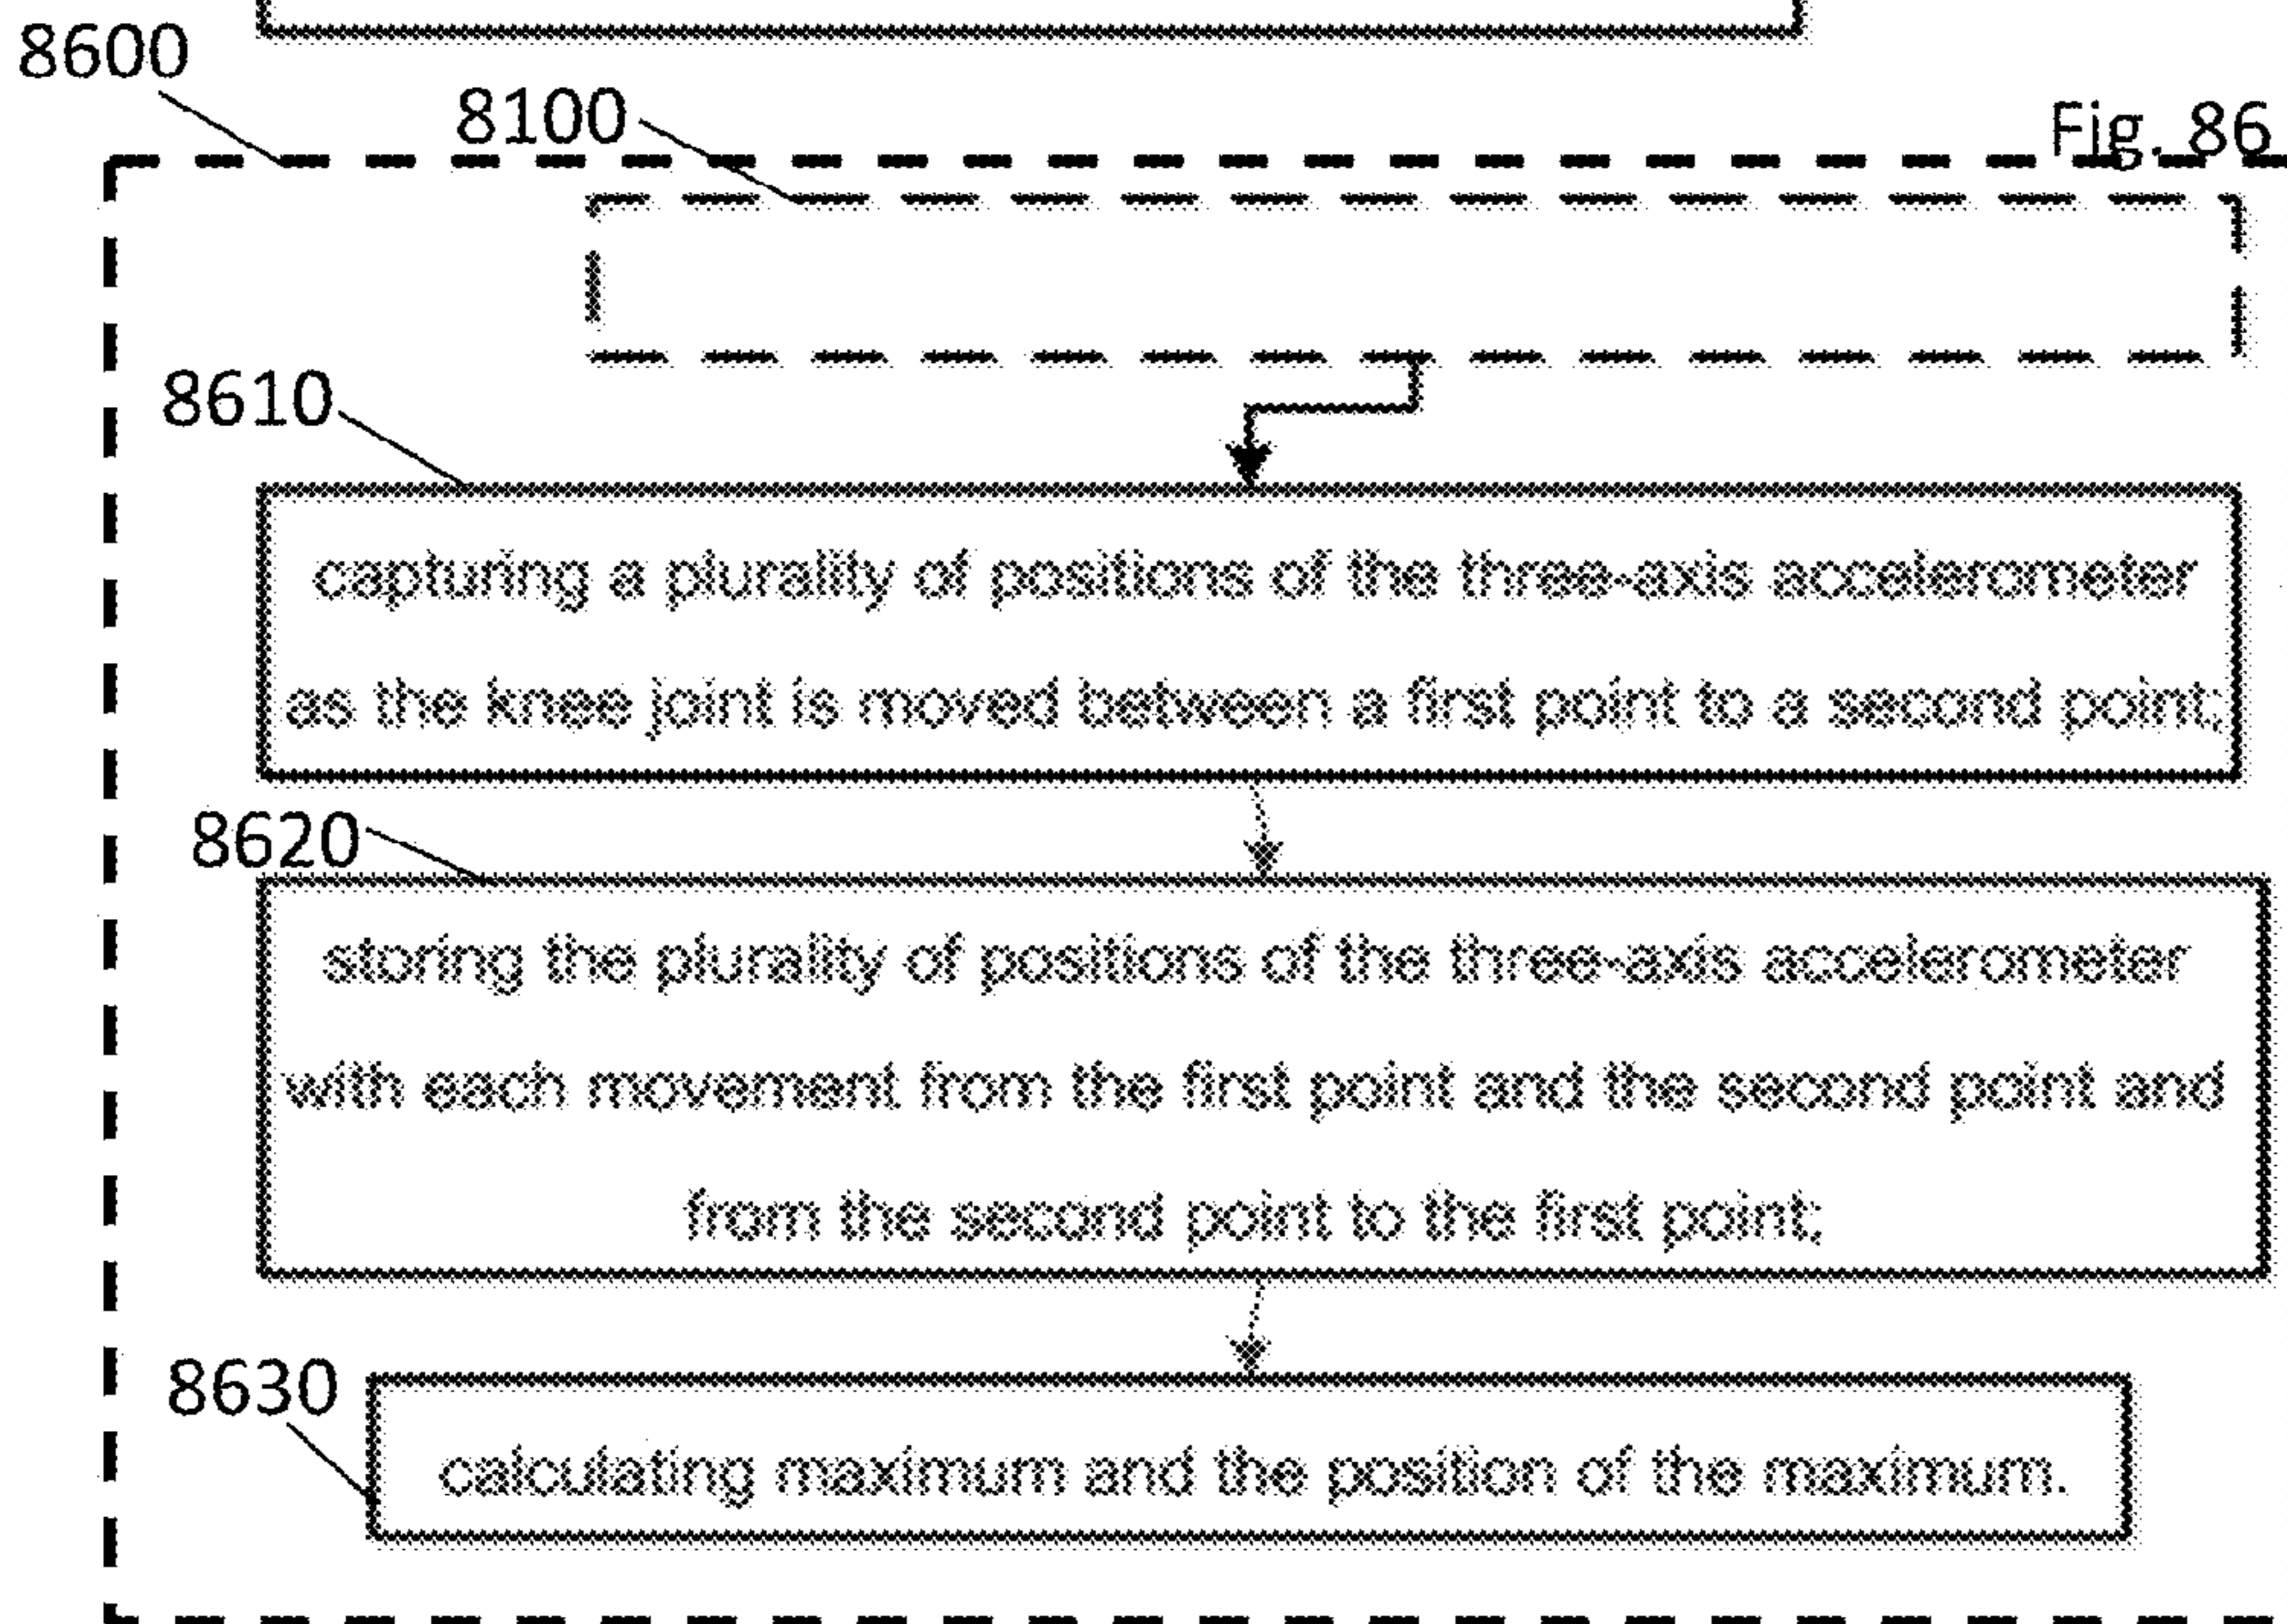 8600
8100
Fig. 86
8610
capturing a plurality of positions of the three-axis accelerometer
as the knee joint is moved between a first point to a second point;
8620
storing the plurality of positions of the three-axis accelerometer
with each movement from the first point and the second point and
from the second point to the first point;
8630
calculating maximum and the position of the maximum.